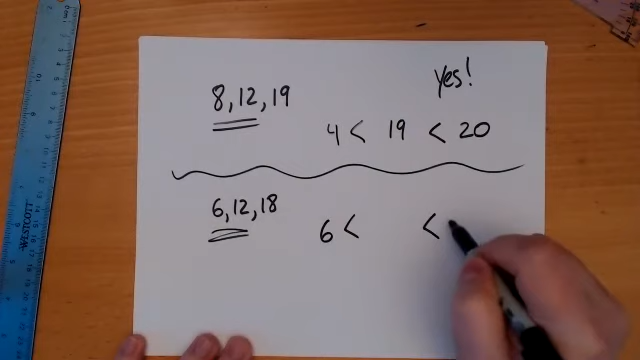 yes!
8, 12, 19
4 < 19 < 20
6, 12, 18
6 < <
WESTCOTT